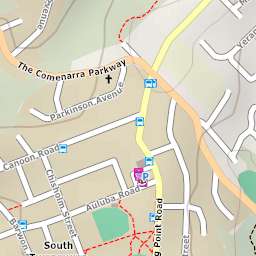 The Comenarra Parkway
Parkinson Avenue
Canoon Road
Chisholm Street
Auluba Road
P
Point Road
South